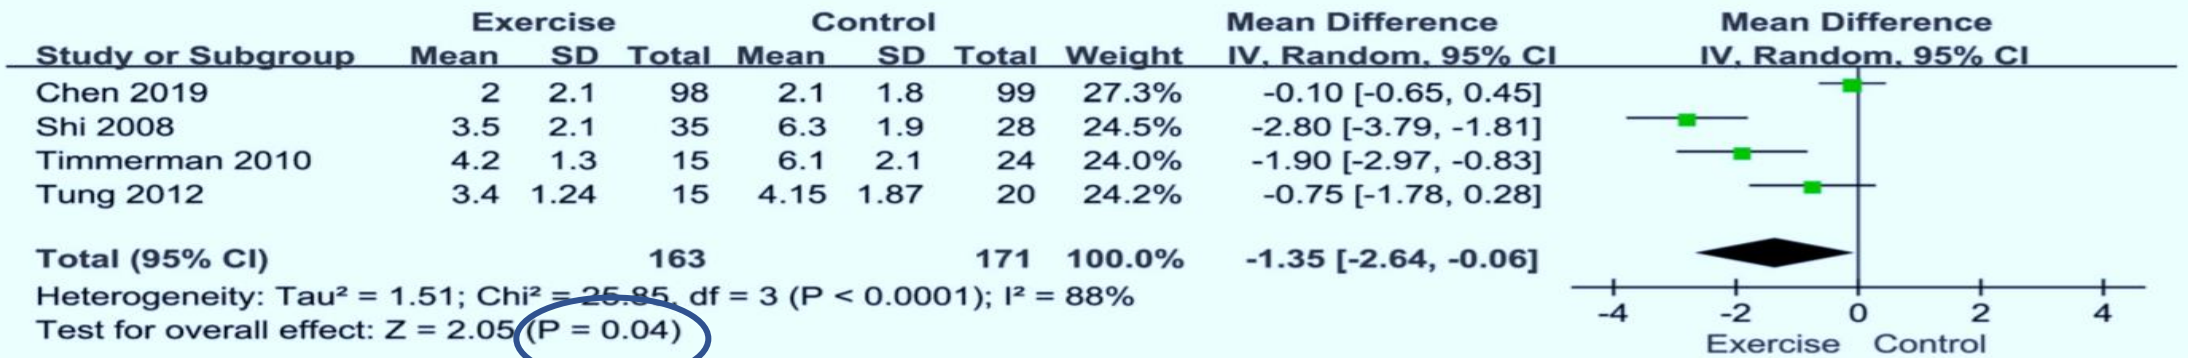 Exercise Control Mean Difference Mean Difference
Study or Subgroup Mean SD Total Mean SD Total Weight IV, Random, 95% CI IV, Random, 95% CI
Chen 2019 2 2.1 98 2.1 1.8 99 27.3% -0.10 [-0.65, 0.45]
Shi 2008 3.5 2.1 35 6.3 1.9 28 24.5% -2.80 [-3.79, -1.81]
Timmerman 2010 4.2 1.3 15 6.1 2.1 24 24.0% -1.90 [-2.97, -0.83]
Tung 2012 3.4 1.24 15 4.15 1.87 20 24.2% -0.75 [-1.78, 0.28]
Total (95% CI) 163 171 100.0% -1.35 [-2.64, -0.06]
Heterogeneity: Tau² = 1.51; Chi² = 25.85, df = 3 (P < 0.0001); I² = 88%
Test for overall effect: Z = 2.05 (P = 0.04)
-4 -2 0 2 4
Exercise Control